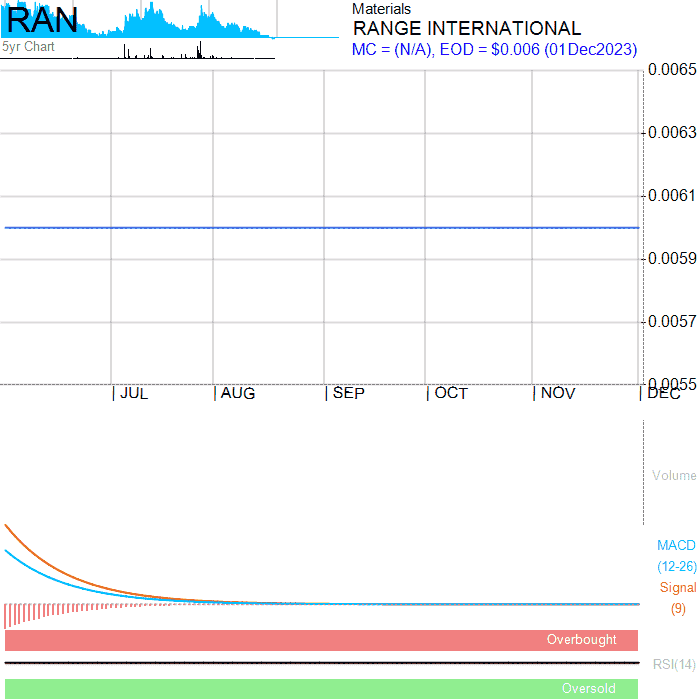 RAN
5yr Chart
Materials
RANGE INTERNATIONAL
MC = (N/A), EOD = $0.006 (01Dec2023)
0.0065
0.0063
0.0061
0.0059
0.0057
0.0055
| JUL | AUG | SEP | OCT | NOV | DEC
Volume
MACD
(12-26)
Signal
(9)
Overbought
RSI(14)
Oversold